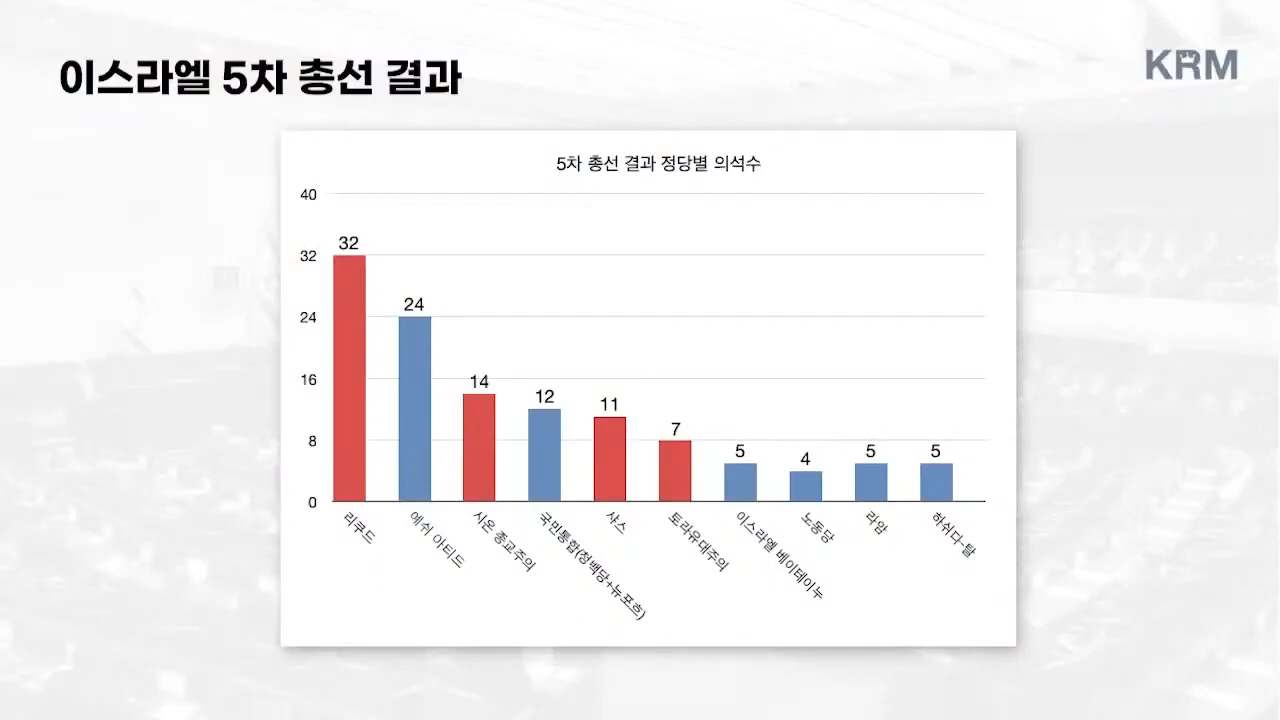 이스라엘 5차 총선 결과
KRM
5차 총선 결과 정당별 의석수
40
32
24
16
8
0
32
24
14
12
11
7
5
4
5
5
리쿠드
예쉬 아티드
시온 종교주의
국민통합(청백당+뉴포흐)
샤스
토라유대주의
이스라엘 베이테이누
노동당
라암
하쉬다-탈